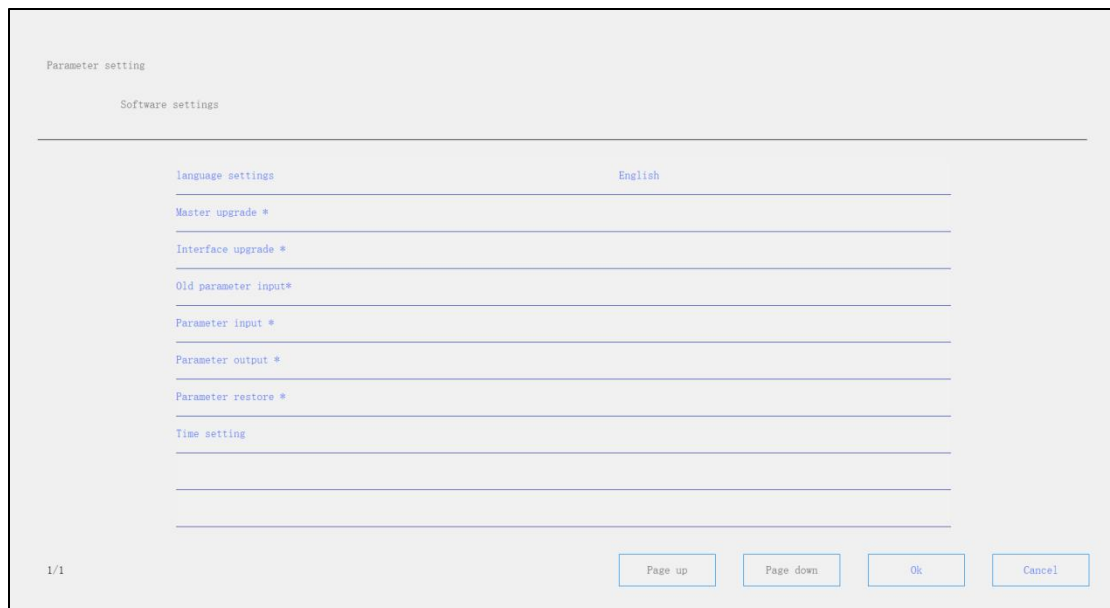 Parameter setting
Software settings
language settings English
Master upgrade *
Interface upgrade *
Old parameter input*
Parameter input *
Parameter output *
Parameter restore *
Time setting
1/1 Page up Page down Ok Cancel